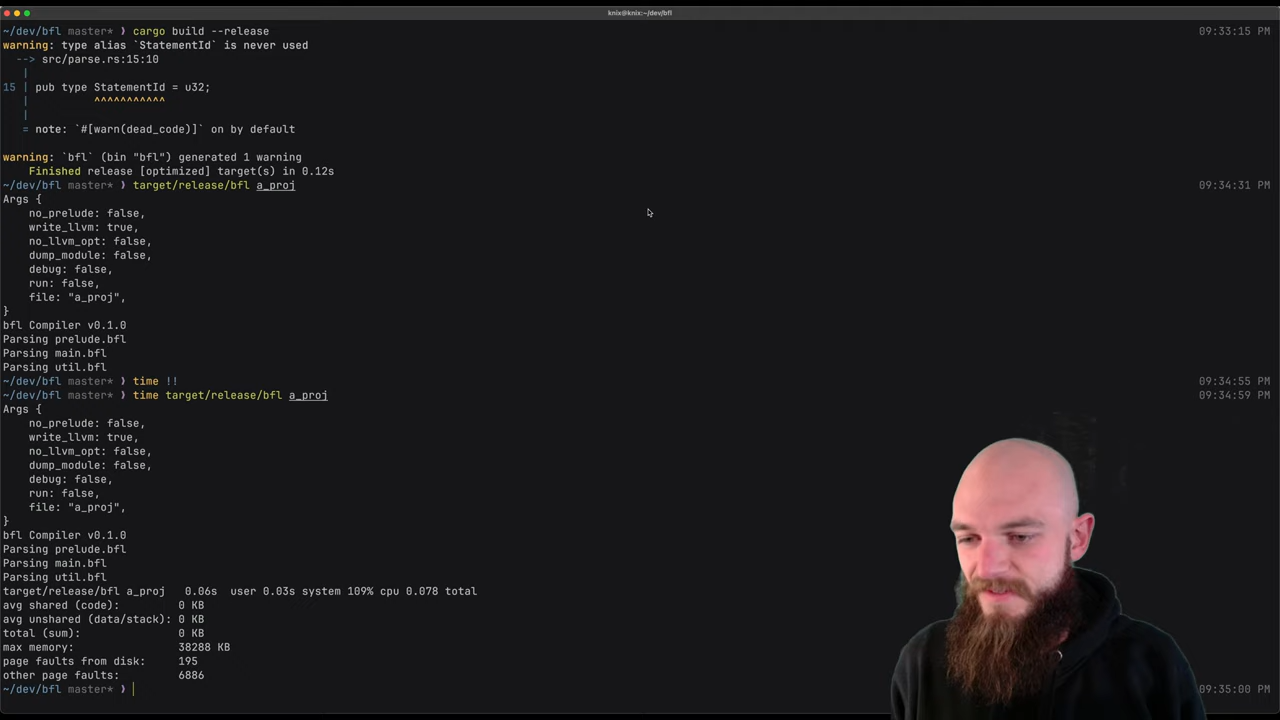 knix@knix:~/dev/bfl
~/dev/bfl master* ❯ cargo build --release 09:33:15 PM
warning: type alias `StatementId` is never used
--> src/parse.rs:15:10
|
15 | pub type StatementId = u32;
| ^^^^^^^^^^^
|
= note: `#[warn(dead_code)]` on by default
warning: `bfl` (bin "bfl") generated 1 warning
Finished release [optimized] target(s) in 0.12s
~/dev/bfl master* ❯ target/release/bfl a_proj 09:34:31 PM
Args {
no_prelude: false,
write_llvm: true,
no_llvm_opt: false,
dump_module: false,
debug: false,
run: false,
file: "a_proj",
}
bfl Compiler v0.1.0
Parsing prelude.bfl
Parsing main.bfl
Parsing util.bfl
~/dev/bfl master* ❯ time !! 09:34:55 PM
~/dev/bfl master* ❯ time target/release/bfl a_proj 09:34:59 PM
Args {
no_prelude: false,
write_llvm: true,
no_llvm_opt: false,
dump_module: false,
debug: false,
run: false,
file: "a_proj",
}
bfl Compiler v0.1.0
Parsing prelude.bfl
Parsing main.bfl
Parsing util.bfl
target/release/bfl a_proj 0.06s user 0.03s system 109% cpu 0.078 total
avg shared (code): 0 KB
avg unshared (data/stack): 0 KB
total (sum): 0 KB
max memory: 38288 KB
page faults from disk: 195
other page faults: 6886
~/dev/bfl master* ❯ 09:35:00 PM